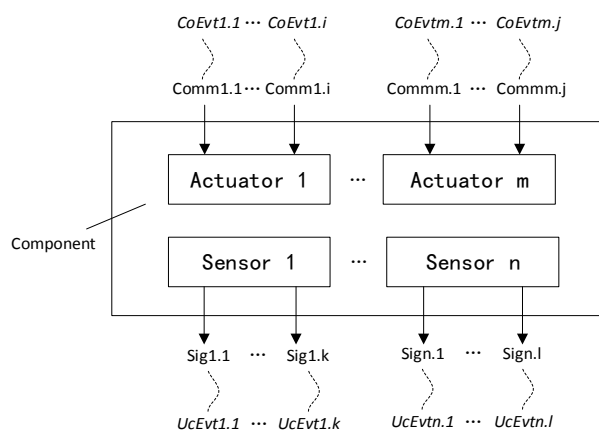 CoEvt1.1 ··· CoEvt1.i CoEvtm.1 ··· CoEvtm.j
Comm1.1 ··· Comm1.i Commm.1 ··· Commm.j
Actuator 1 ··· Actuator m
Component
Sensor 1 ··· Sensor n
Sig1.1 ··· Sig1.k Sign.1 ··· Sign.l
UcEvt1.1 ··· UcEvt1.k UcEvtn.1 ··· UcEvtn.l